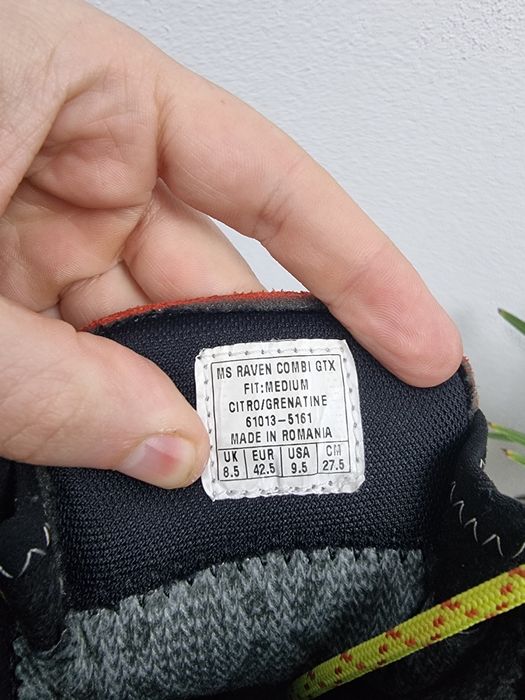 MS RAVEN COMBI GTX
FIT:MEDIUM
CITRO/GRENATINE
61013-5161
MADE IN ROMANIA
UK EUR USA CM
8.5 42.5 9.5 27.5